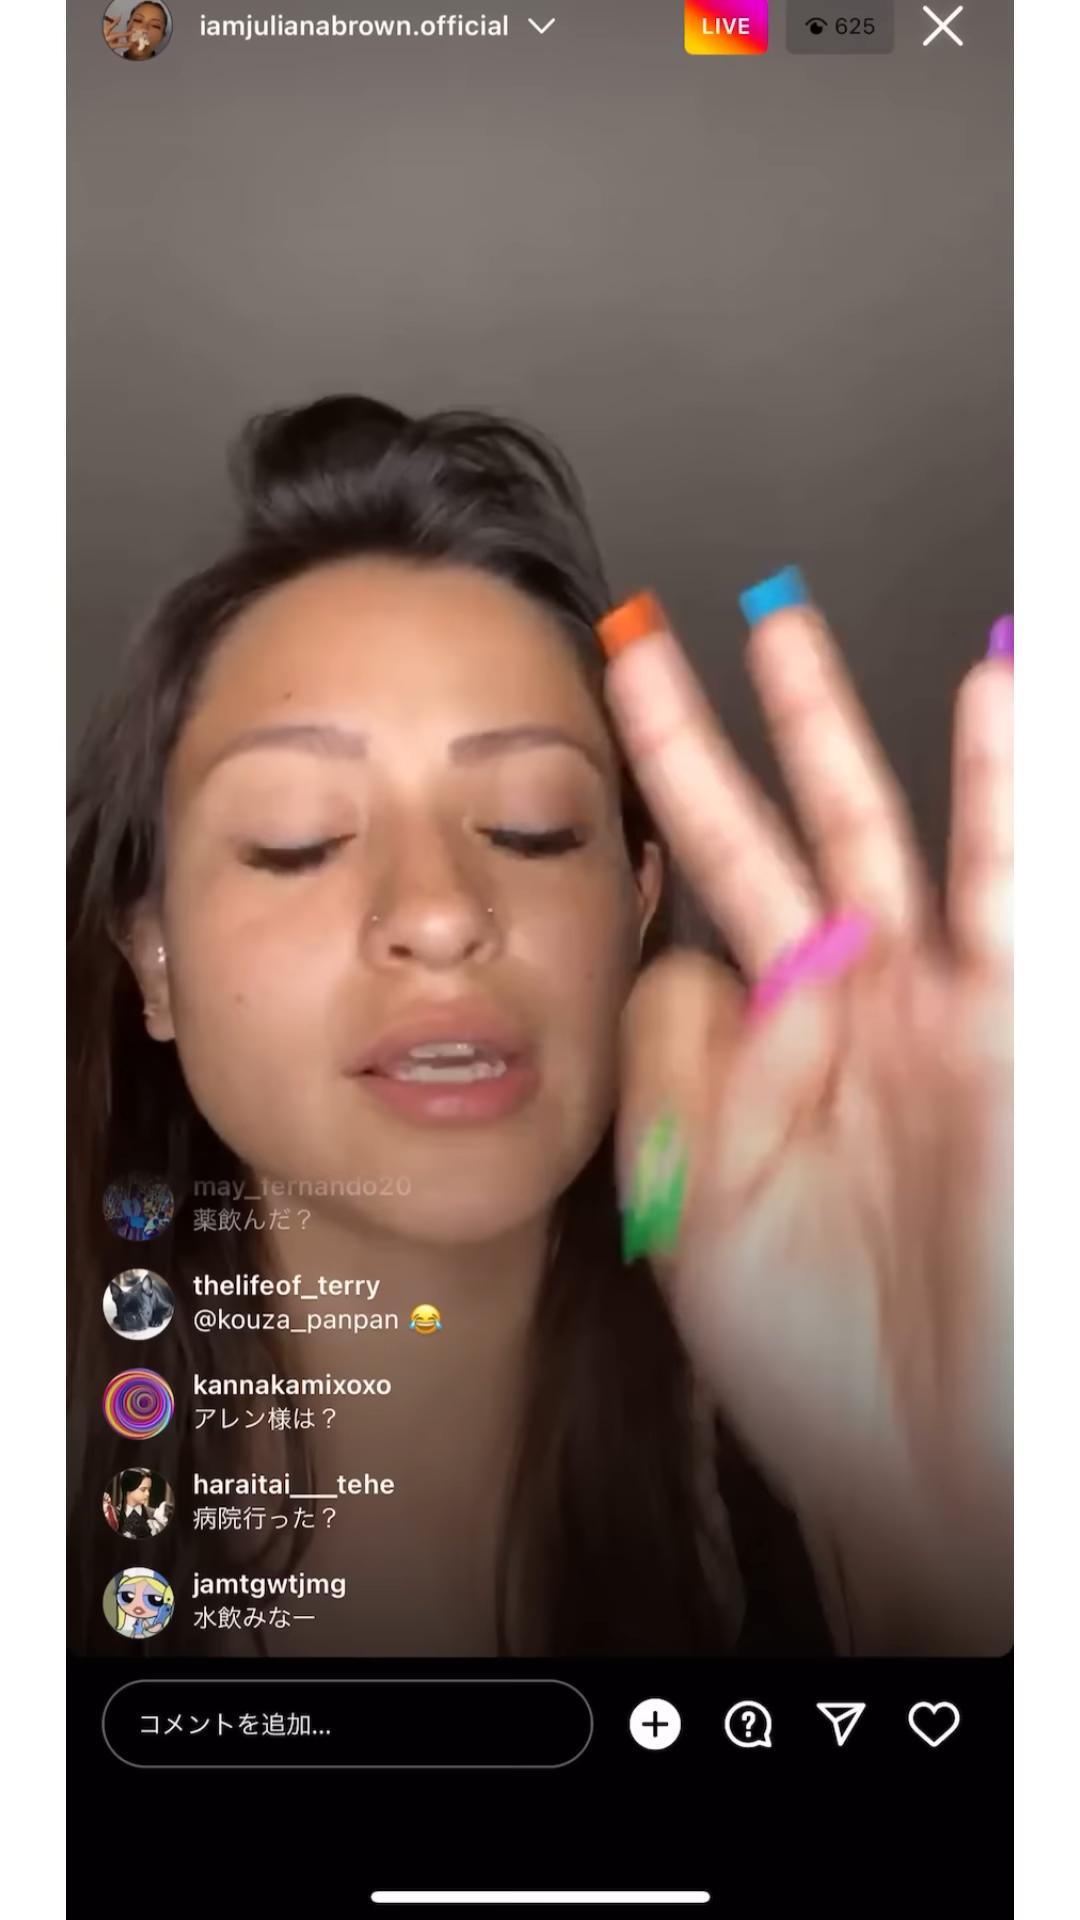 iamjulianabrown.official
LIVE
625
may_fernando20
薬飲んだ？
thelifeof_terry
@kouza_panpan 😂
kannakamixoxo
アレン様は？
haraitai___tehe
病院行った？
jamtgwtjmg
水飲みなー
コメントを追加...